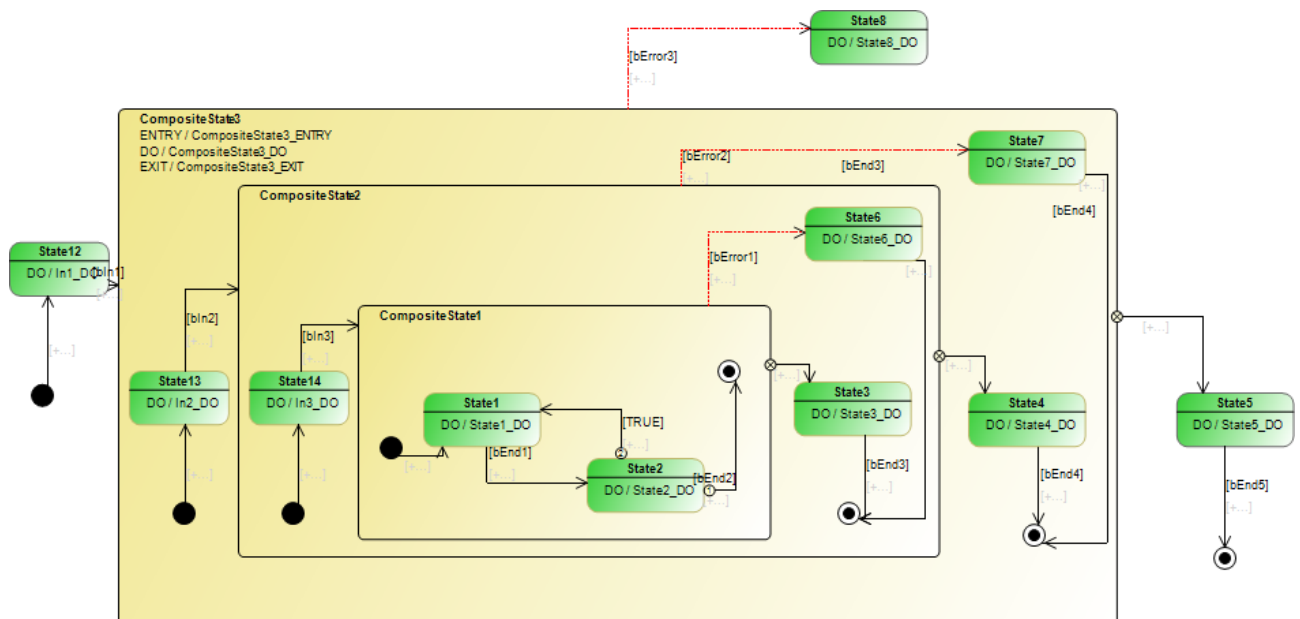 State8
DO / State8_DO
[bError3]
[+...]
CompositeState3
ENTRY / CompositeState3_ENTRY
DO / CompositeState3_DO
EXIT / CompositeState3_EXIT
State7
DO / State7_DO
[bError2]
[+...]
[bEnd3]
[+...]
[bEnd4]
CompositeState2
State6
DO / State6_DO
[+...]
[bError1]
[+...]
State12
DO / In1_DO
[bIn1]
[+...]
[+...]
[bIn2]
[+...]
[bIn3]
[+...]
CompositeState1
[+...]
State13
DO / In2_DO
[+...]
State14
DO / In3_DO
[+...]
State1
DO / State1_DO
[+...]
[TRUE]
[+...]
2
[bEnd1]
[+...]
State2
DO / State2_DO
[bEnd2]
1
[+...]
[+...]
State3
DO / State3_DO
[bEnd3]
[+...]
[+...]
State4
DO / State4_DO
[bEnd4]
[+...]
State5
DO / State5_DO
[bEnd5]
[+...]